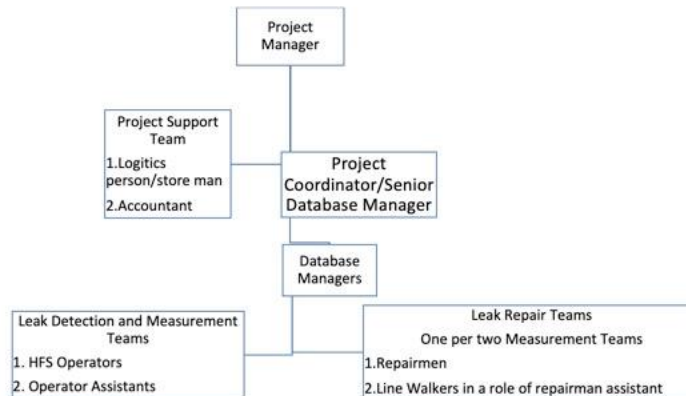 Project
Manager
Project Support
Team
1.Logitics
person/store man
2.Accountant
Project
Coordinator/Senior
Database Manager
Database
Managers
Leak Detection and Measurement
Teams
1. HFS Operators
2. Operator Assistants
Leak Repair Teams
One per two Measurement Teams
1.Repairmen
2.Line Walkers in a role of repairman assistant